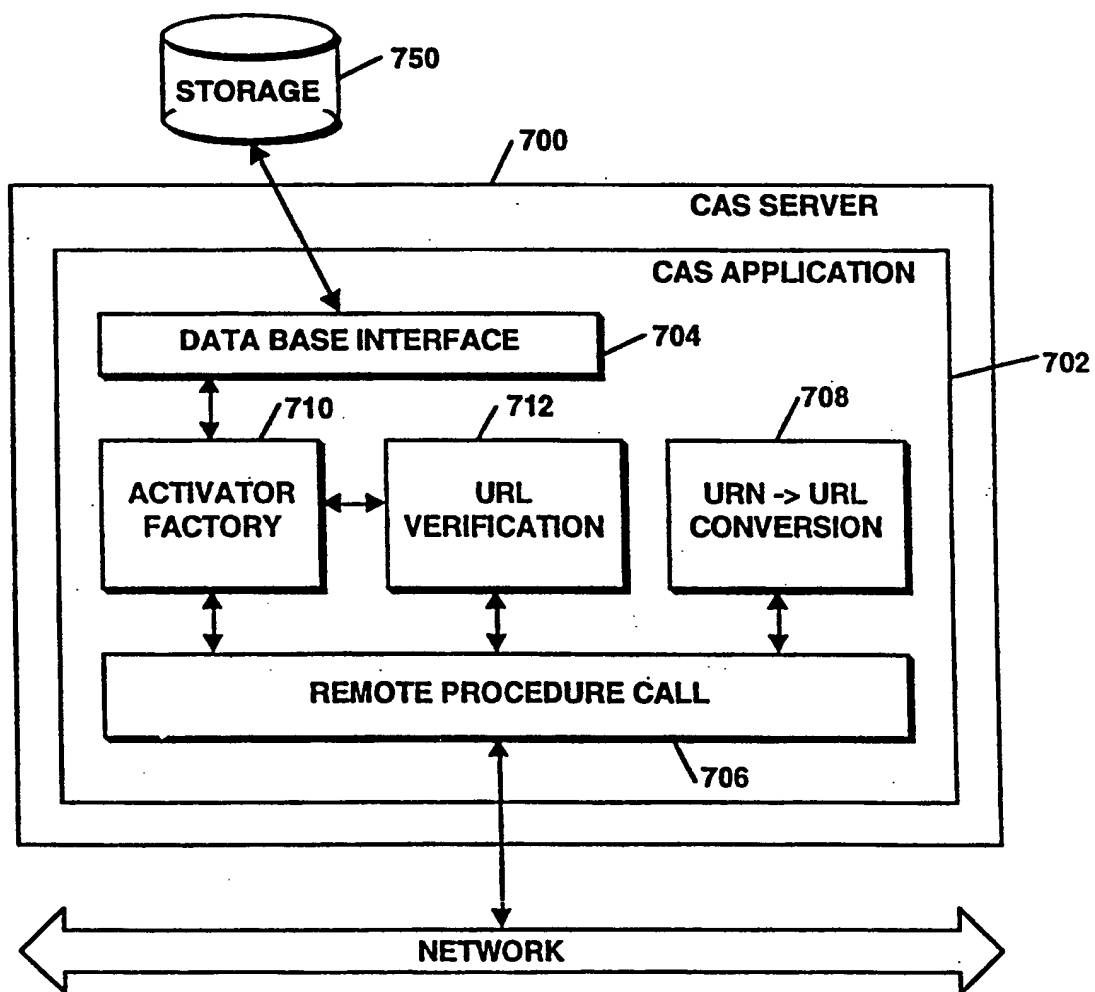 STORAGE
750
700
CAS SERVER
CAS APPLICATION
DATA BASE INTERFACE
704
702
710
712
708
ACTIVATOR
FACTORY
URL
VERIFICATION
URN -> URL
CONVERSION
REMOTE PROCEDURE CALL
706
NETWORK